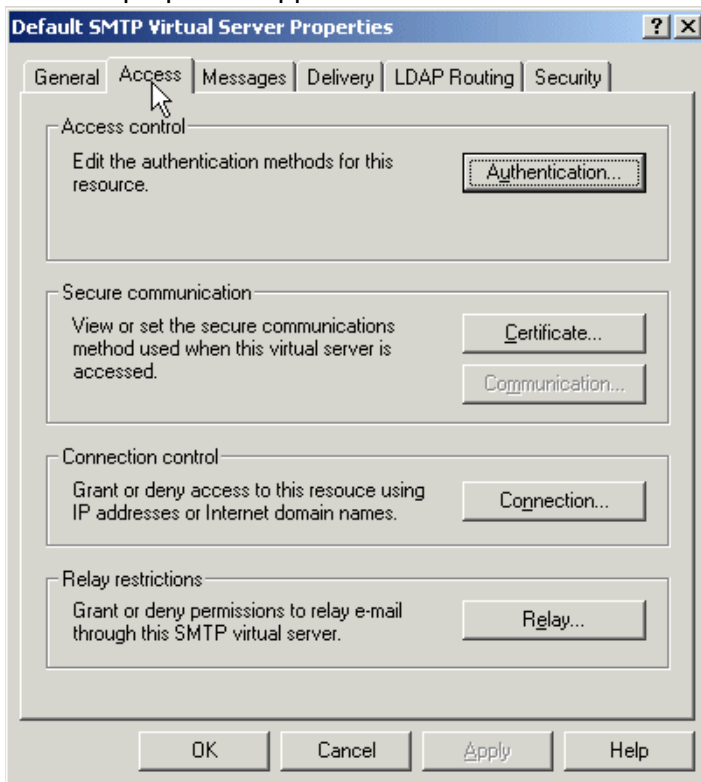 Default SMTP Virtual Server Properties
General Access Messages Delivery LDAP Routing Security
Access control
Edit the authentication methods for this
resource.
Authentication...
Secure communication
View or set the secure communications
method used when this virtual server is
accessed.
Certificate...
Communication...
Connection control
Grant or deny access to this resouce using
IP addresses or Internet domain names.
Connection...
Relay restrictions
Grant or deny permissions to relay e-mail
through this SMTP virtual server.
Relay...
OK Cancel Apply Help